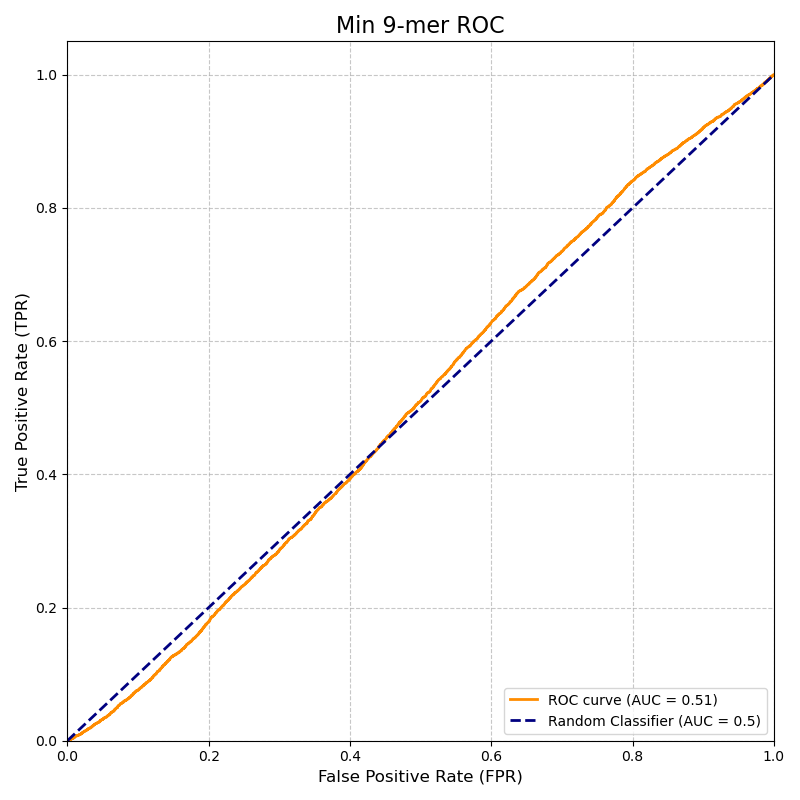 Min 9-mer ROC
True Positive Rate (TPR)
1.0
0.8
0.6
0.4
0.2
0.0
0.0 0.2 0.4 0.6 0.8 1.0
False Positive Rate (FPR)
ROC curve (AUC = 0.51)
Random Classifier (AUC = 0.5)